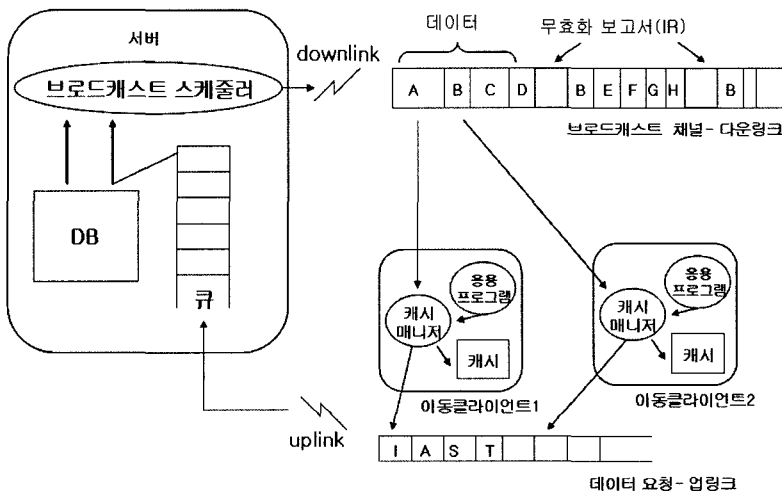 서버
브로드캐스트 스케줄러
DB
큐
downlink
데이터
무효화 보고서(IR)
A B C D B E F G H B
브로드캐스트 채널- 다운링크
응용
프로그램
캐시
매니저
캐시
이동클라이언트1
응용
프로그램
캐시
매니저
캐시
이동클라이언트2
uplink
I A S T
데이터 요청- 업링크